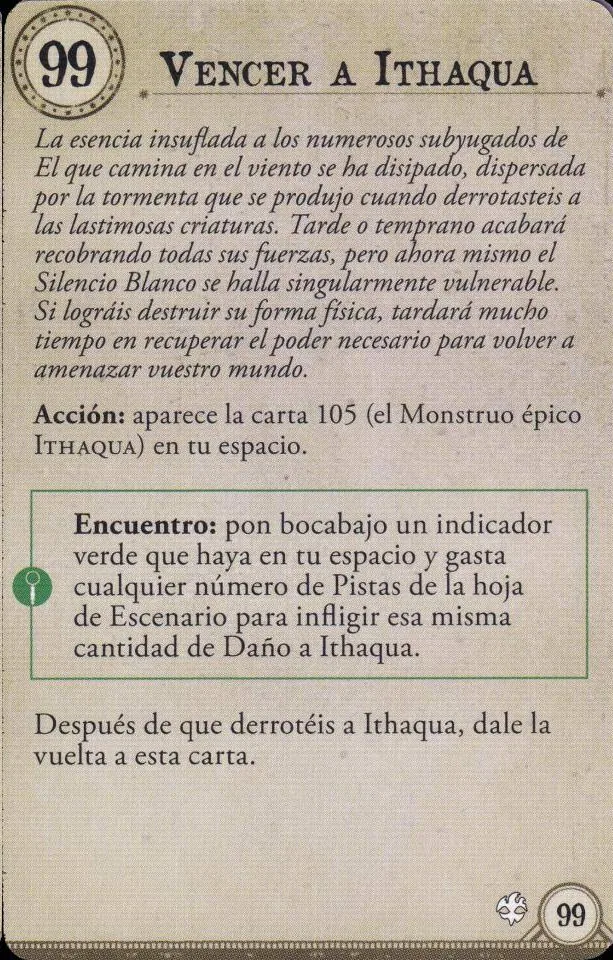 99
VENCER A ITHAQUA
La esencia insuflada a los numerosos subyugados de
El que camina en el viento se ha disipado, dispersada
por la tormenta que se produjo cuando derrotasteis a
las lastimosas criaturas. Tarde o temprano acabará
recobrando todas sus fuerzas, pero ahora mismo el
Silencio Blanco se halla singularmente vulnerable.
Si lográis destruir su forma física, tardará mucho
tiempo en recuperar el poder necesario para volver a
amenazar vuestro mundo.
Acción: aparece la carta 105 (el Monstruo épico
ITHAQUA) en tu espacio.
Encuentro: pon bocabajo un indicador
verde que haya en tu espacio y gasta
cualquier número de Pistas de la hoja
de Escenario para infligir esa misma
cantidad de Daño a Ithaqua.
Después de que derrotéis a Ithaqua, dale la
vuelta a esta carta.
99